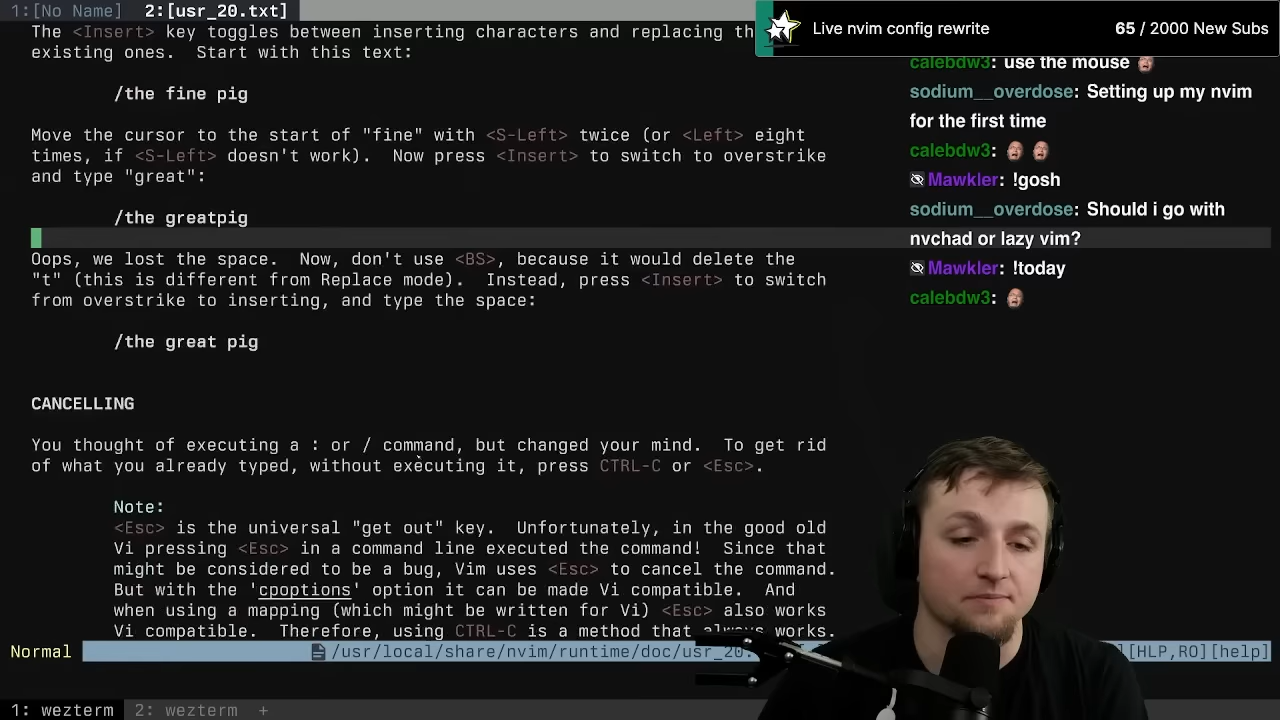 1:[No Name]  2:[usr_20.txt]
Live nvim config rewrite 65 / 2000 New Subs
The <Insert> key toggles between inserting characters and replacing
existing ones.  Start with this text:
/the fine pig
Move the cursor to the start of "fine" with <S-Left> twice (or <Left> eight
times, if <S-Left> doesn't work).  Now press <Insert> to switch to overstrike
and type "great":
/the greatpig
Oops, we lost the space.  Now, don't use <BS>, because it would delete the
"t" (this is different from Replace mode).  Instead, press <Insert> to switch
from overstrike to inserting, and type the space:
/the great pig
CANCELLING
You thought of executing a : or / command, but changed your mind.  To get rid
of what you already typed, without executing it, press CTRL-C or <Esc>.
Note:
<Esc> is the universal "get out" key.  Unfortunately, in the good old
Vi pressing <Esc> in a command line executed the command!  Since that
might be considered to be a bug, Vim uses <Esc> to cancel the command.
But with the 'cpoptions' option it can be made Vi compatible.  And
when using a mapping (which might be written for Vi) <Esc> also works
Vi compatible.  Therefore, using CTRL-C is a method that always works.
calebdw3: use the mouse
sodium__overdose: Setting up my nvim
for the first time
calebdw3:
Mawkler: !gosh
sodium__overdose: Should i go with
nvchad or lazy vim?
Mawkler: !today
calebdw3:
Normal /usr/local/share/nvim/runtime/doc/usr_20. [HLP,RO][help]
1: wezterm  2: wezterm  +